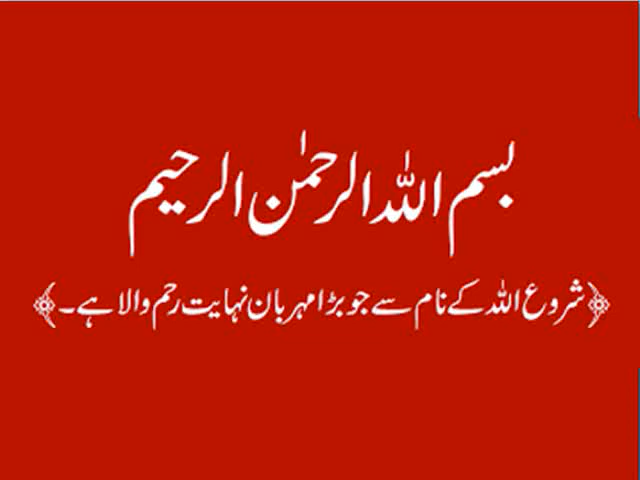 بسم اللہ الرحمٰن الرحیم
﴿شروع اللہ کے نام سے جو بڑا مہربان نہایت رحم والا ہے۔﴾